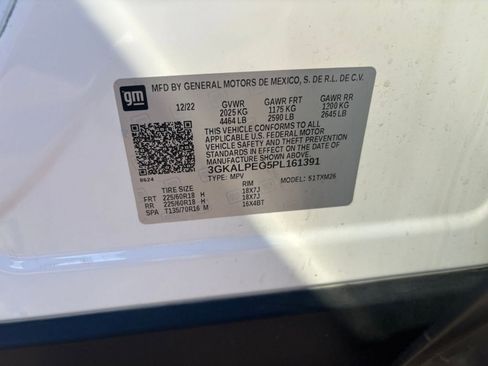 gm
MFD BY GENERAL MOTORS DE MEXICO, S. DE R.L. DE C.V.
12/22 GVWR GAWR FRT GAWR RR
2025 KG 1175 KG 1200 KG
4464 LB 2590 LB 2645 LB
THIS VEHICLE CONFORMS TO ALL
APPLICABLE U.S. FEDERAL MOTOR
VEHICLE SAFETY AND THEFT PREVENTION
STANDARDS IN EFFECT ON THE DATE OF
MANUFACTURE SHOWN ABOVE.
3GKALPEG5PL161391
8624 TYPE: MPV MODEL: 51TXM26
TIRE SIZE RIM
FRT 225/60R18 H 18X7J
RR 225/60R18 H 18X7J
SPA T135/70R16 M 16X4BT